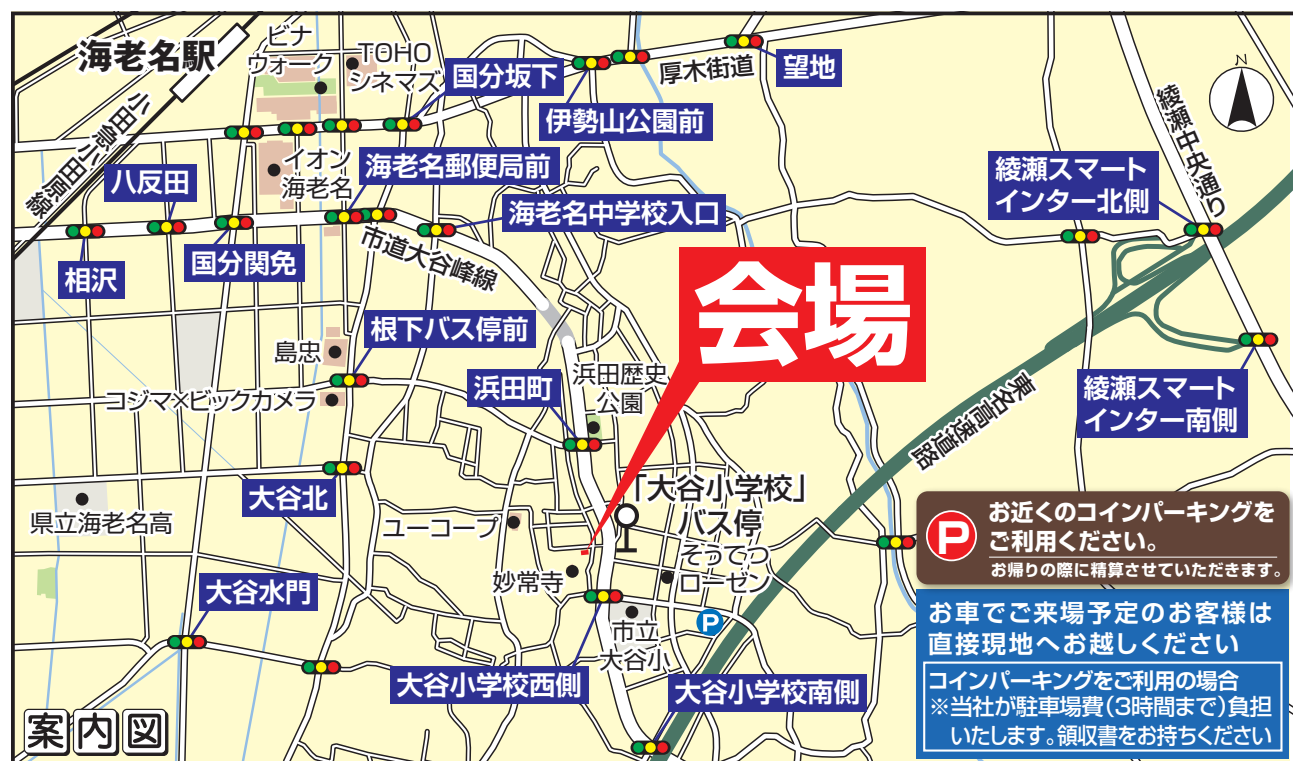 海老名駅
ビナ
ウォーク
TOHO
シネマズ
国分坂下
伊勢山公園前
厚木街道
望地
N
綾瀬中央通り
小田急小田原線
八反田
イオン
海老名
海老名郵便局前
海老名中学校入口
綾瀬スマート
インター北側
相沢
国分関免
市道大谷峰線
会場
島忠
根下バス停前
コジマ×ビックカメラ
浜田町
浜田歴史
公園
東名高速道路
綾瀬スマート
インター南側
大谷北
県立海老名高
ユーコープ
「大谷小学校」
バス停
そうてつ
ローゼン
妙常寺
大谷水門
P
市立
大谷小
大谷小学校西側
大谷小学校南側
案内図
P
お近くのコインパーキングを
ご利用ください。
お帰りの際に精算させていただきます。
お車でご来場予定のお客様は
直接現地へお越しください
コインパーキングをご利用の場合
※当社が駐車場費(3時間まで)負担
いたします。領収書をお持ちください